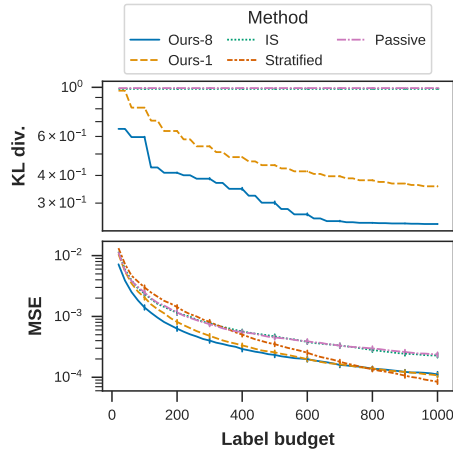 Method
Ours-8 IS Passive
Ours-1 Stratified
KL div.
10⁰
6 × 10⁻¹
4 × 10⁻¹
3 × 10⁻¹
MSE
10⁻²
10⁻³
10⁻⁴
0 200 400 600 800 1000
Label budget